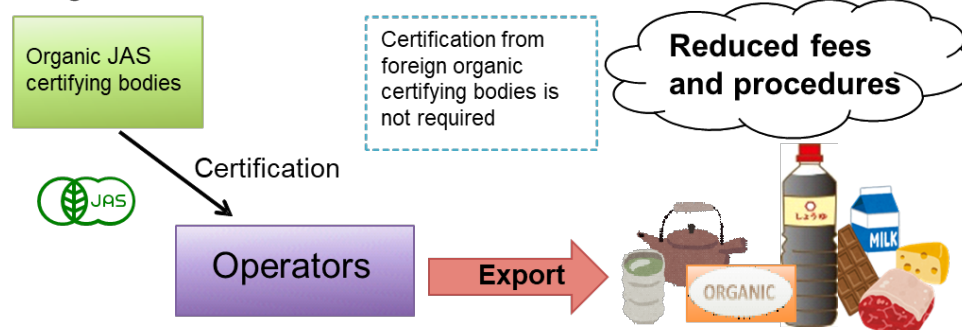 Organic JAS
certifying bodies
Certification from
foreign organic
certifying bodies is
not required
Reduced fees
and procedures
Certification
JAS
Operators
Export
しょうゆ
MILK
ORGANIC